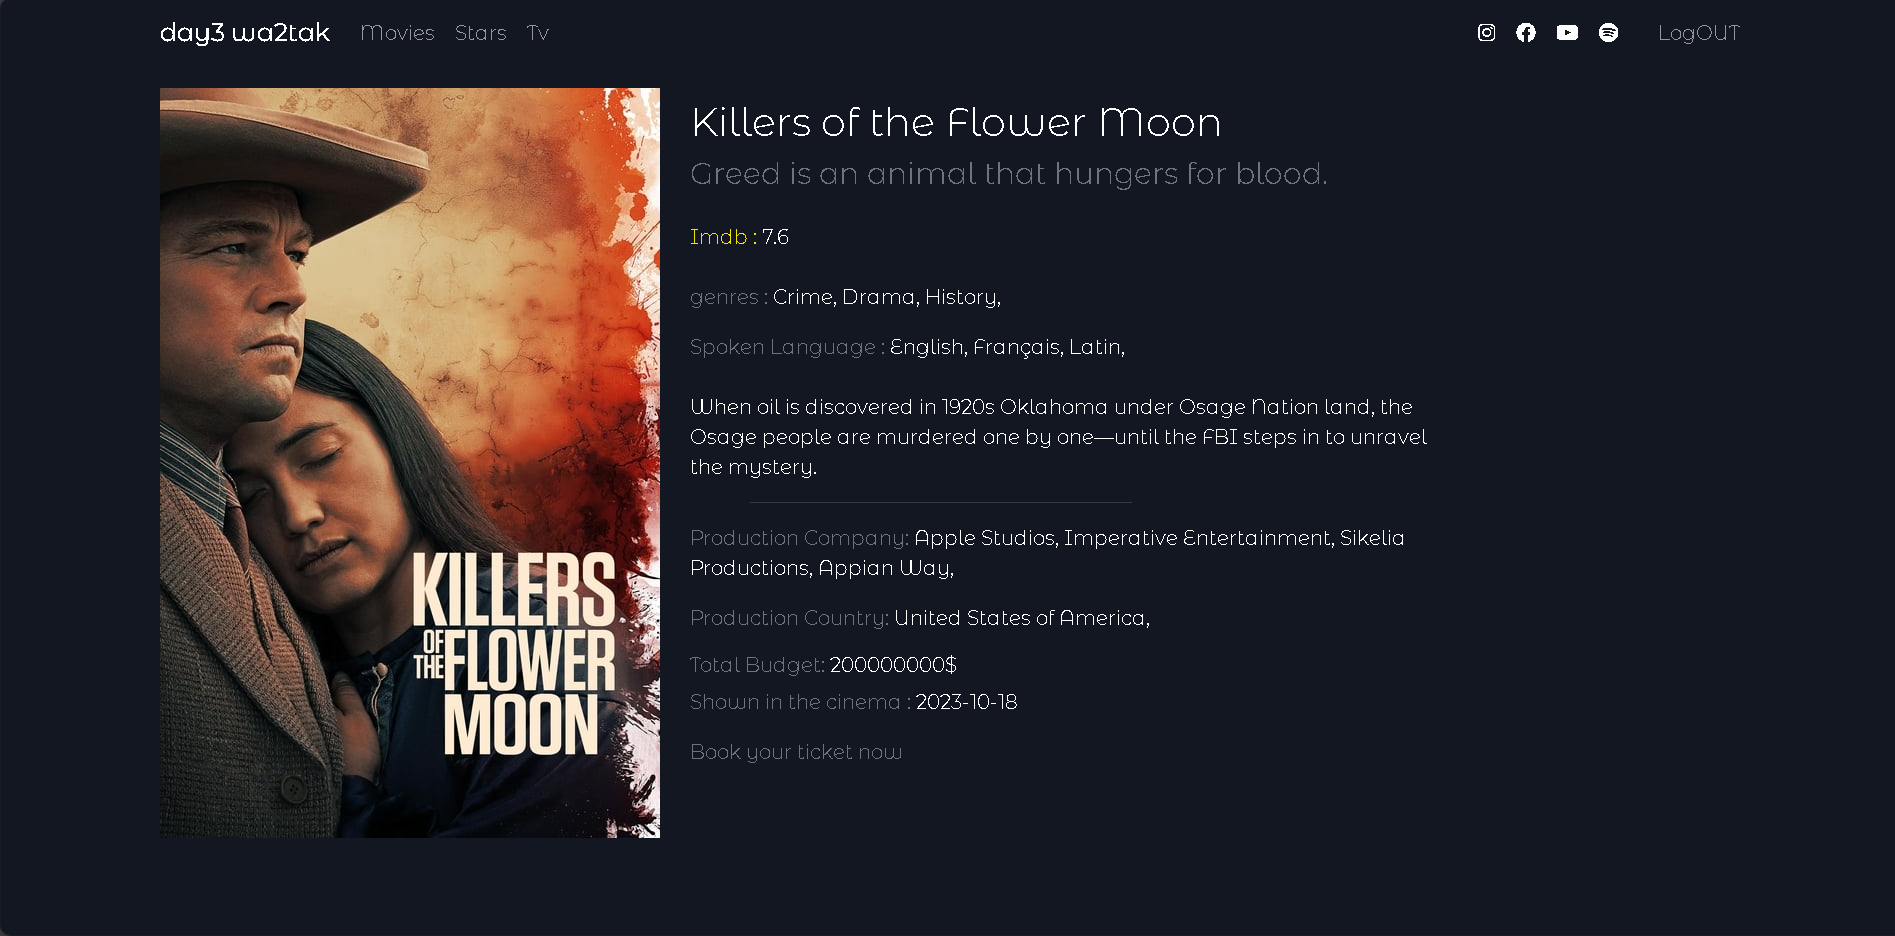 day3 wa2tak Movies Stars Tv LogOUT
Killers of the Flower Moon
Greed is an animal that hungers for blood.
Imdb : 7.6
genres : Crime, Drama, History,
Spoken Language : English, Français, Latin,
When oil is discovered in 1920s Oklahoma under Osage Nation land, the
Osage people are murdered one by one—until the FBI steps in to unravel
the mystery.
Production Company: Apple Studios, Imperative Entertainment, Sikelia
Productions, Appian Way,
Production Country: United States of America,
Total Budget: 200000000$
Shown in the cinema : 2023-10-18
Book your ticket now
KILLERS
OF THE FLOWER
MOON